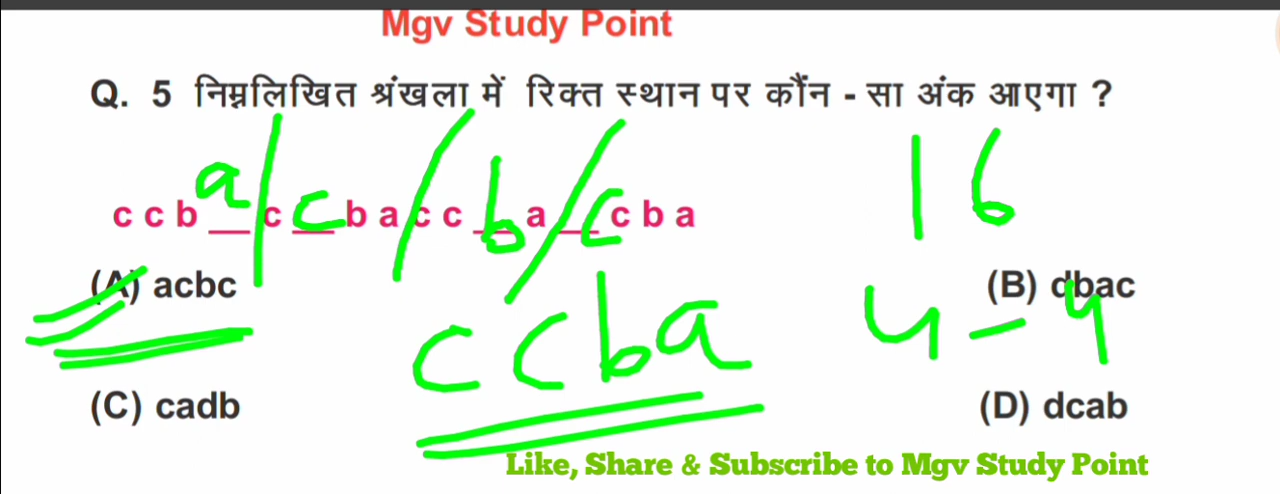 Mgv Study Point
Q. 5 निम्नलिखित श्रंखला में रिक्त स्थान पर कौंन - सा अंक आएगा ?
16
c c b a c c b a c c b a c c b a
(A) acbc (B) dbac
4 - 4
c c b a
(C) cadb (D) dcab
Like, Share & Subscribe to Mgv Study Point